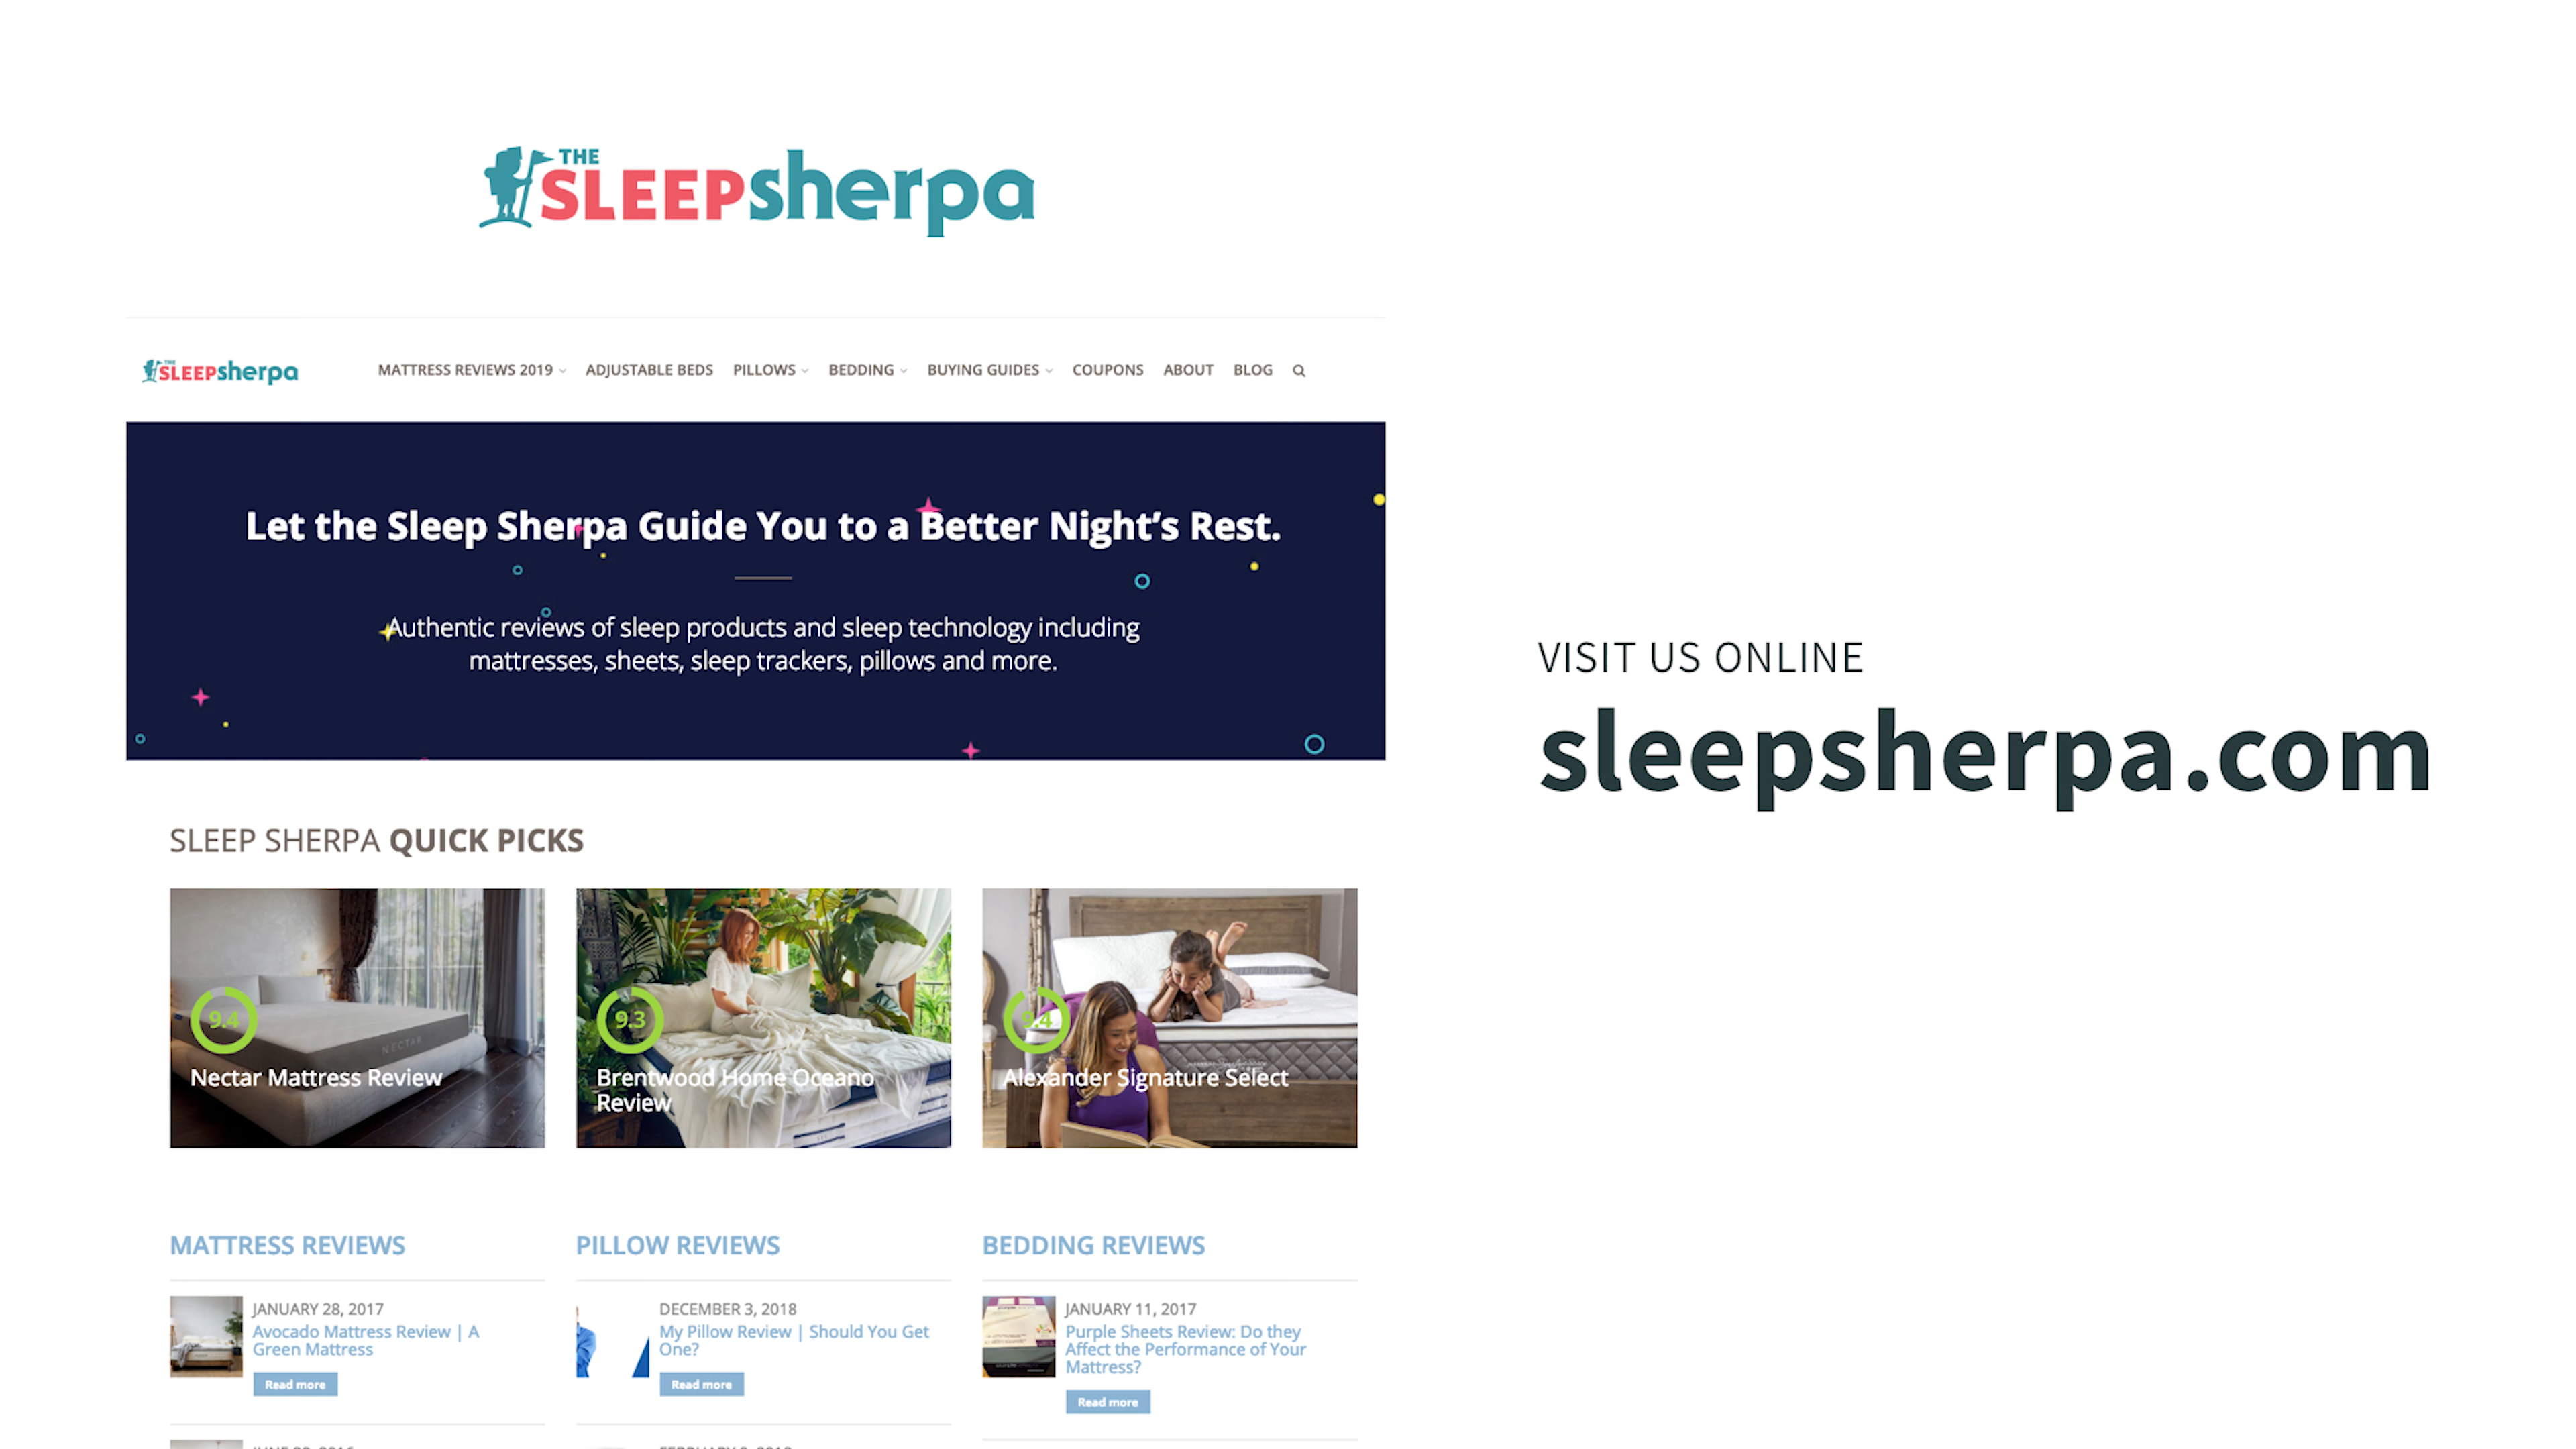 THE
SLEEPsherpa
THE
SLEEPsherpa
MATTRESS REVIEWS 2019
ADJUSTABLE BEDS
PILLOWS
BEDDING
BUYING GUIDES
COUPONS
ABOUT
BLOG
Let the Sleep Sherpa Guide You to a Better Night’s Rest.
Authentic reviews of sleep products and sleep technology including
mattresses, sheets, sleep trackers, pillows and more.
VISIT US ONLINE
sleepsherpa.com
SLEEP SHERPA QUICK PICKS
9.4
NECTAR
Nectar Mattress Review
9.3
Brentwood Home Oceano
Review
9.4
Alexander Signature Select
MATTRESS REVIEWS
JANUARY 28, 2017
Avocado Mattress Review | A
Green Mattress
Read more
PILLOW REVIEWS
DECEMBER 3, 2018
My Pillow Review | Should You Get
One?
Read more
BEDDING REVIEWS
JANUARY 11, 2017
Purple Sheets Review: Do they
Affect the Performance of Your
Mattress?
Read more